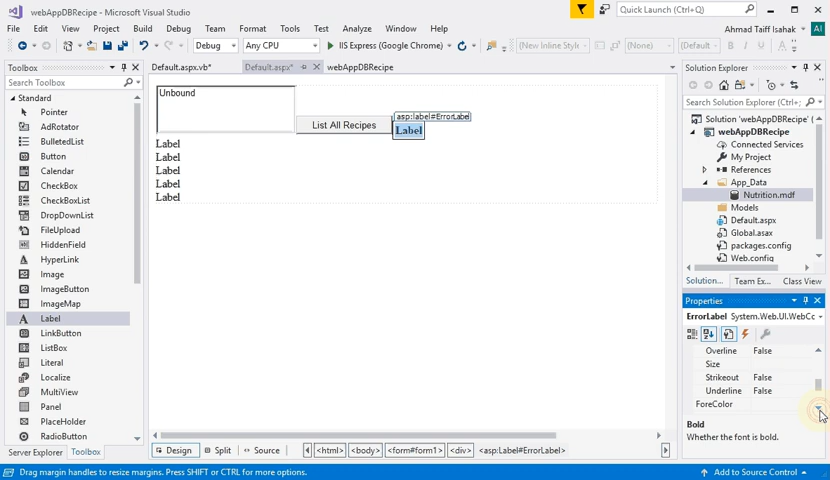 webAppDBRecipe - Microsoft Visual Studio
Quick Launch (Ctrl+Q)
File Edit View Project Build Debug Team Format Tools Test Analyze Window Help
Ahmad Taiff Isahak AI
Debug Any CPU IIS Express (Google Chrome) (New Inline Style) (None) (Default
Toolbox
Search Toolbox
Standard
Pointer
AdRotator
BulletedList
Button
Calendar
CheckBox
CheckBoxList
DropDownList
FileUpload
HiddenField
HyperLink
Image
ImageButton
ImageMap
Label
LinkButton
ListBox
Literal
Localize
MultiView
Panel
PlaceHolder
RadioButton
Server Explorer Toolbox
Default.aspx.vb* Default.aspx* webAppDBRecipe
Unbound
List All Recipes
asp:label#ErrorLabel
Label
Label
Label
Label
Label
Label
Design Split Source <html> <body> <form#form1> <div> <asp:Label#ErrorLabel>
Solution Explorer
Search Solution Explorer (Ctrl+;)
Solution 'webAppDBRecipe' (
webAppDBRecipe
Connected Services
My Project
References
App_Data
Nutrition.mdf
Models
Default.aspx
Global.asax
packages.config
Web.config
Solution... Team Ex... Class View
Properties
ErrorLabel System.Web.UI.WebCc
Overline False
Size
Strikeout False
Underline False
ForeColor
Bold
Whether the font is bold.
Drag margin handles to resize margins. Press SHIFT or CTRL for more options.
Add to Source Control